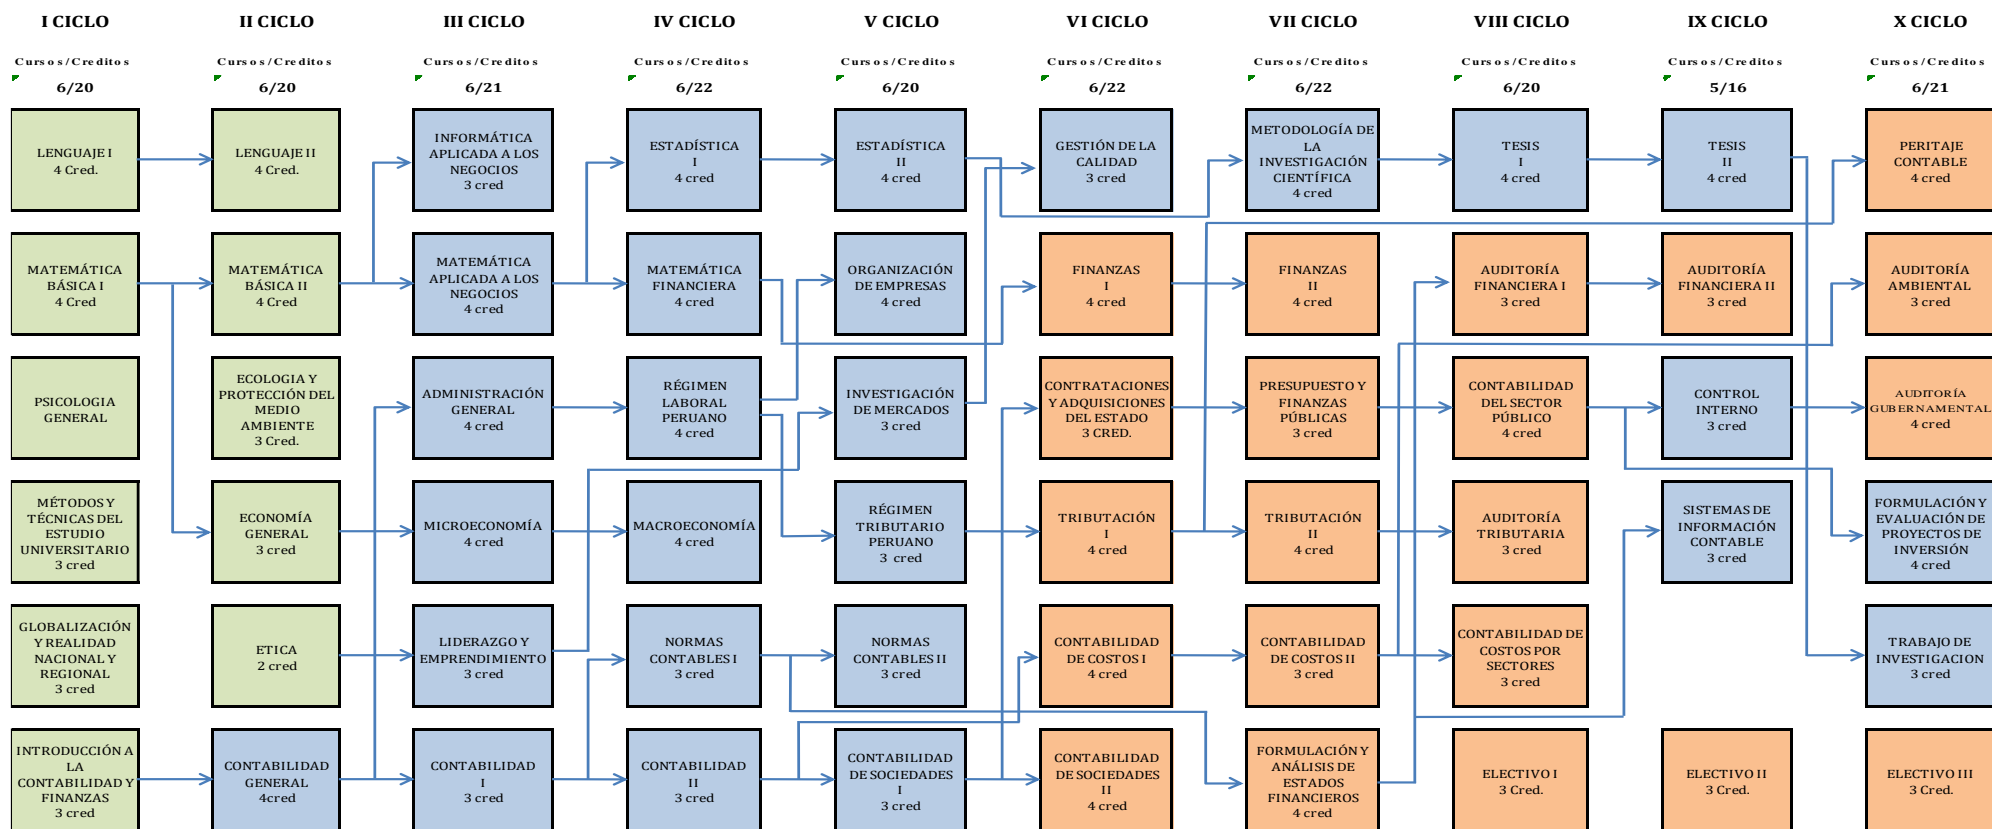 I CICLO
II CICLO
III CICLO
IV CICLO
V CICLO
VI CICLO
VII CICLO
VIII CICLO
IX CICLO
X CICLO
Cursos/Creditos
Cursos/Creditos
Cursos/Creditos
Cursos/Creditos
Cursos/Creditos
Cursos/Creditos
Cursos/Creditos
Cursos/Creditos
Cursos/Creditos
Cursos/Creditos
6/20
6/20
6/21
6/22
6/20
6/22
6/22
6/20
5/16
6/21
LENGUAJE I
4 Cred.
LENGUAJE II
4 Cred.
INFORMÁTICA
APLICADA A LOS
NEGOCIOS
3 cred
ESTADÍSTICA
I
4 cred
ESTADÍSTICA
II
4 cred
GESTIÓN DE LA
CALIDAD
3 cred
METODOLOGÍA DE
LA
INVESTIGACIÓN
CIENTÍFICA
4 cred
TESIS
I
4 cred
TESIS
II
4 cred
PERITAJE
CONTABLE
4 cred
MATEMÁTICA
BÁSICA I
4 Cred
MATEMÁTICA
BÁSICA II
4 Cred
MATEMÁTICA
APLICADA A LOS
NEGOCIOS
4 cred
MATEMÁTICA
FINANCIERA
4 cred
ORGANIZACIÓN
DE EMPRESAS
4 cred
FINANZAS
I
4 cred
FINANZAS
II
4 cred
AUDITORÍA
FINANCIERA I
3 cred
AUDITORÍA
FINANCIERA II
3 cred
AUDITORÍA
AMBIENTAL
3 cred
PSICOLOGIA
GENERAL
ECOLOGIA Y
PROTECCIÓN DEL
MEDIO
AMBIENTE
3 Cred.
ADMINISTRACIÓN
GENERAL
4 cred
RÉGIMEN
LABORAL
PERUANO
4 cred
INVESTIGACIÓN
DE MERCADOS
3 cred
CONTRATACIONES
Y ADQUISICIONES
DEL ESTADO
3 CRED.
PRESUPUESTO Y
FINANZAS
PÚBLICAS
3 cred
CONTABILIDAD
DEL SECTOR
PÚBLICO
4 cred
CONTROL
INTERNO
3 cred
AUDITORÍA
GUBERNAMENTAL
4 cred
MÉTODOS Y
TÉCNICAS DEL
ESTUDIO
UNIVERSITARIO
3 cred
ECONOMÍA
GENERAL
3 cred
MICROECONOMÍA
4 cred
MACROECONOMÍA
4 cred
RÉGIMEN
TRIBUTARIO
PERUANO
3 cred
TRIBUTACIÓN
I
4 cred
TRIBUTACIÓN
II
4 cred
AUDITORÍA
TRIBUTARIA
3 cred
SISTEMAS DE
INFORMACIÓN
CONTABLE
3 cred
FORMULACIÓN Y
EVALUACIÓN DE
PROYECTOS DE
INVERSIÓN
4 cred
GLOBALIZACIÓN
Y REALIDAD
NACIONAL Y
REGIONAL
3 cred
ETICA
2 cred
LIDERAZGO Y
EMPRENDIMIENTO
3 cred
NORMAS
CONTABLES I
3 cred
NORMAS
CONTABLES II
3 cred
CONTABILIDAD
DE COSTOS I
4 cred
CONTABILIDAD
DE COSTOS II
3 cred
CONTABILIDAD DE
COSTOS POR
SECTORES
3 cred
TRABAJO DE
INVESTIGACION
3 cred
INTRODUCCIÓN A
LA
CONTABILIDAD Y
FINANZAS
3 cred
CONTABILIDAD
GENERAL
4cred
CONTABILIDAD
I
3 cred
CONTABILIDAD
II
3 cred
CONTABILIDAD
DE SOCIEDADES
I
3 cred
CONTABILIDAD
DE SOCIEDADES
II
4 cred
FORMULACIÓN Y
ANÁLISIS DE
ESTADOS
FINANCIEROS
4 cred
ELECTIVO I
3 Cred.
ELECTIVO II
3 Cred.
ELECTIVO III
3 Cred.